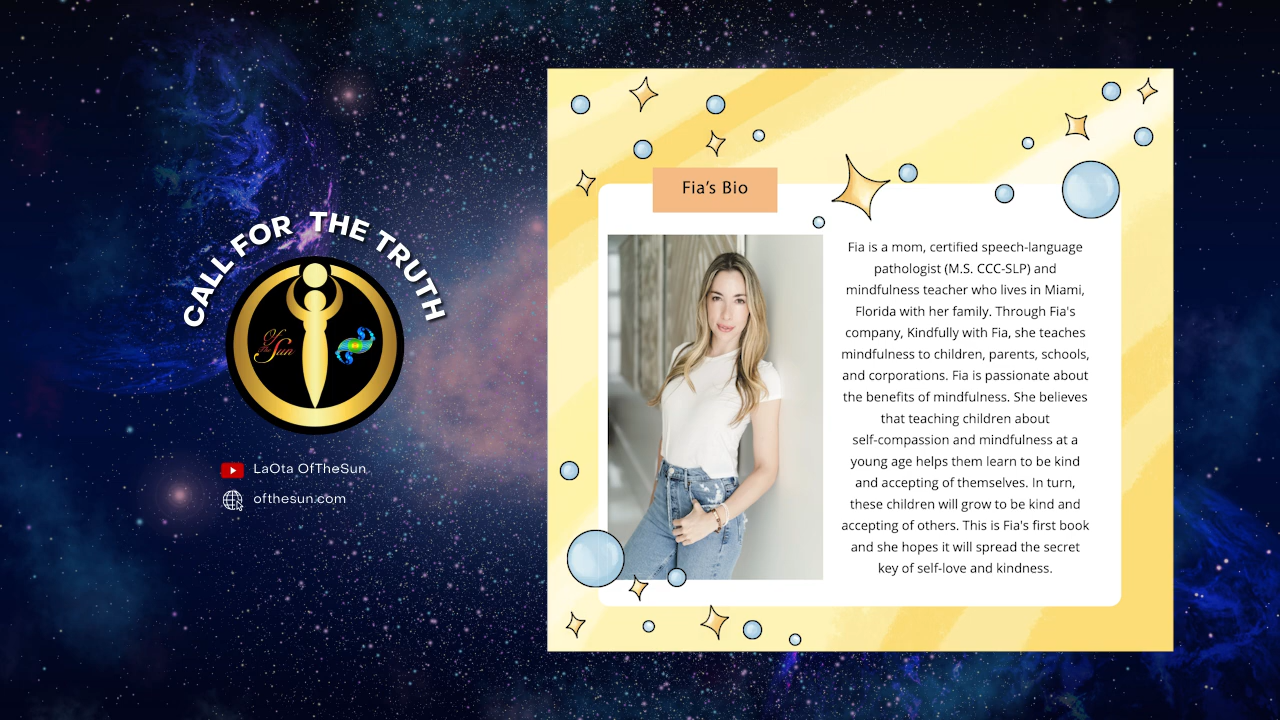 CALL FOR THE TRUTH
Of
The Sun
LaOta OfTheSun
ofthesun.com
Fia's Bio
Fia is a mom, certified speech-language
pathologist (M.S. CCC-SLP) and
mindfulness teacher who lives in Miami,
Florida with her family. Through Fia's
company, Kindfully with Fia, she teaches
mindfulness to children, parents, schools,
and corporations. Fia is passionate about
the benefits of mindfulness. She believes
that teaching children about
self-compassion and mindfulness at a
young age helps them learn to be kind
and accepting of themselves. In turn,
these children will grow to be kind and
accepting of others. This is Fia's first book
and she hopes it will spread the secret
key of self-love and kindness.